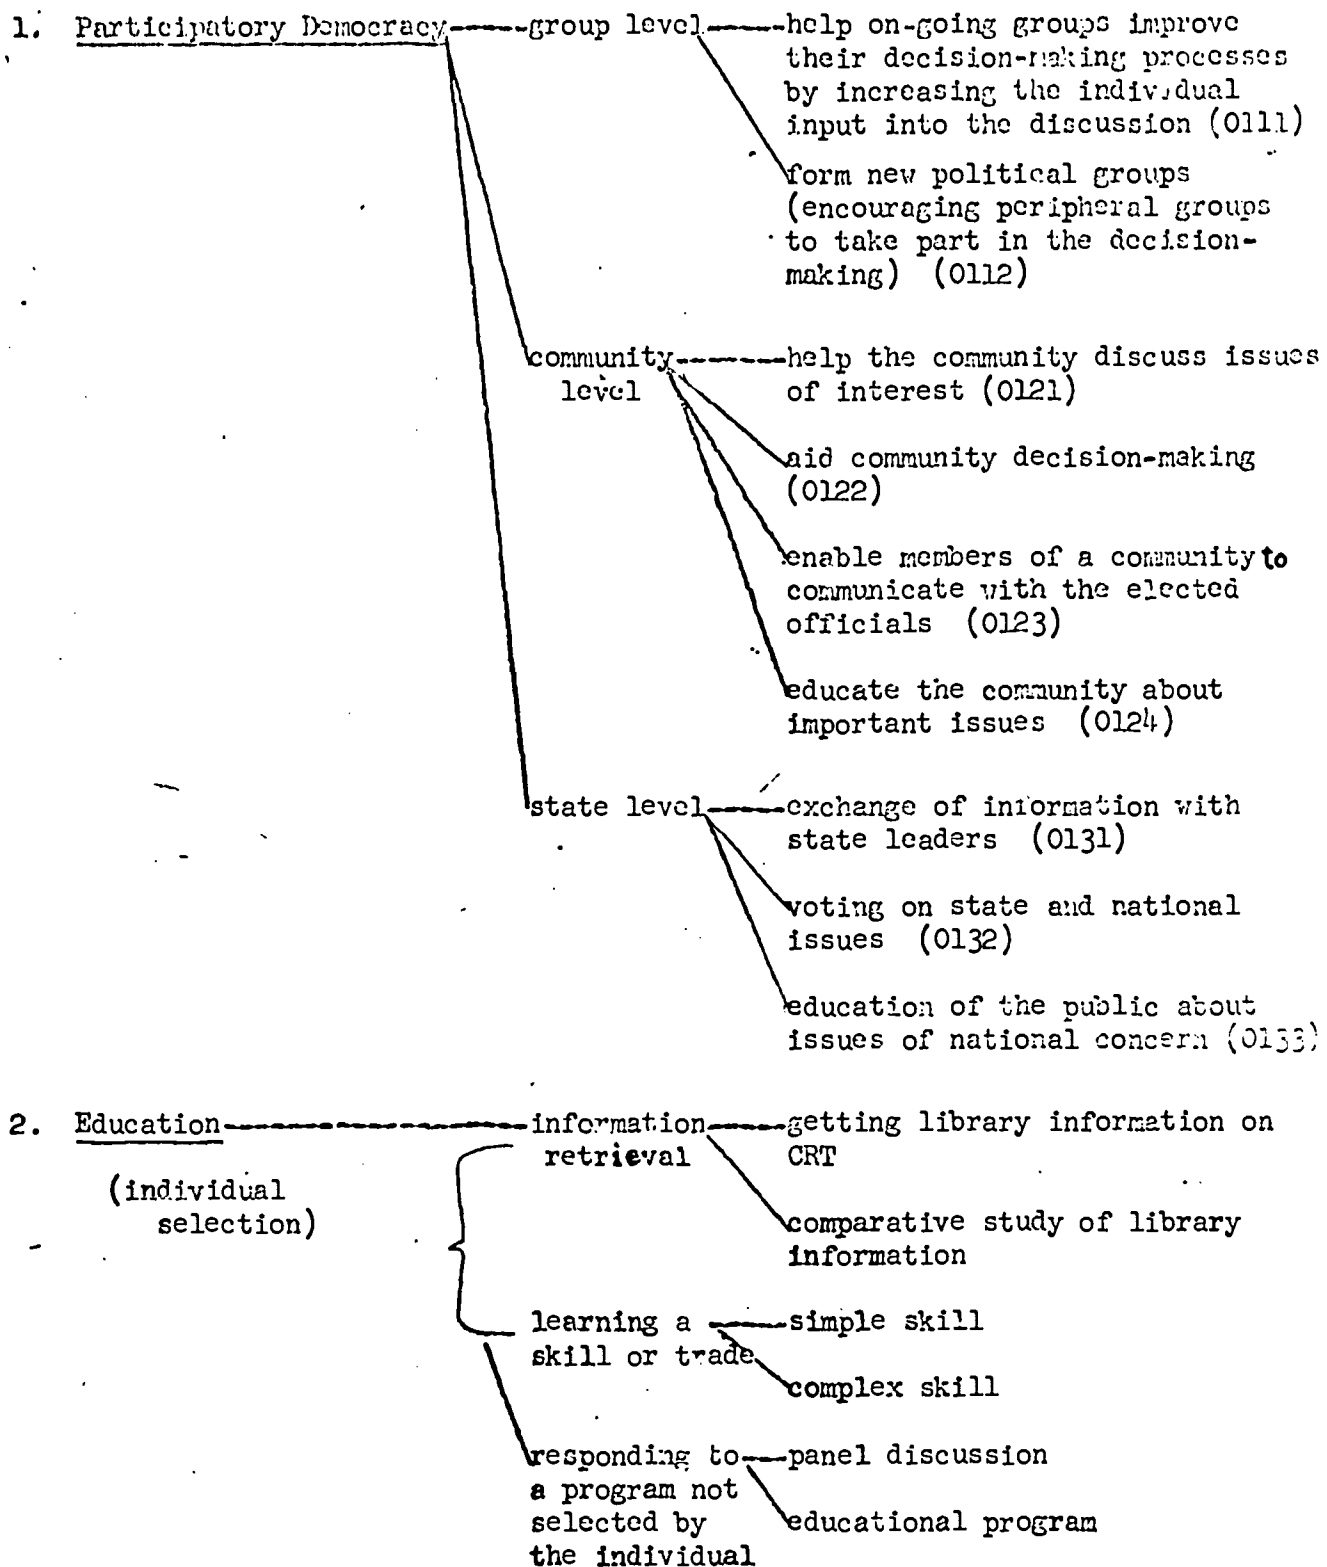 1. Participatory Democracy group level help on-going groups improve
their decision-making processes
by increasing the individual
input into the discussion (0111)
form new political groups
(encouraging peripheral groups
to take part in the decision-
making) (0112)
community help the community discuss issues
level of interest (0121)
aid community decision-making
(0122)
enable members of a community to
communicate with the elected
officials (0123)
educate the community about
important issues (0124)
state level exchange of information with
state leaders (0131)
voting on state and national
issues (0132)
education of the public about
issues of national concern (0133)
2. Education information getting library information on
retrieval CRT
(individual
selection)
comparative study of library
information
learning a simple skill
skill or trade
complex skill
responding to panel discussion
a program not
selected by educational program
the individual